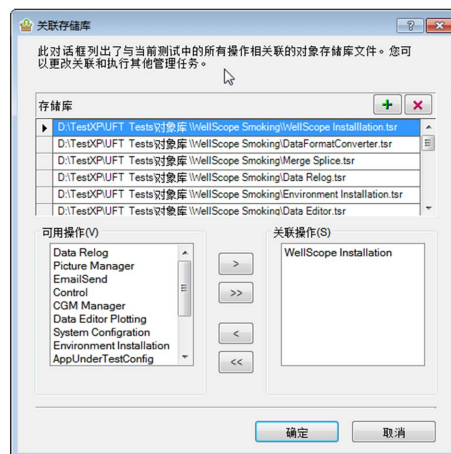 关联存储库
此对话框列出了与当前测试中的所有操作相关联的对象存储库文件。您可
以更改关联和执行其他管理任务。
存储库
D:\TestXP\UFT Tests\对象库 \WellScope Smoking\WellScope Installlation.tsr
D:\TestXP\UFT Tests\对象库 \WellScope Smoking\DataFormatConverter.tsr
D:\TestXP\UFT Tests\对象库 \WellScope Smoking\Merge Splice.tsr
D:\TestXP\UFT Tests\对象库 \WellScope Smoking\Data Relog.tsr
D:\TestXP\UFT Tests\对象库 \WellScope Smoking\Environment Installation.tsr
D:\TestXP\UFT Tests\对象库 \WellScope Smoking\Data Editor.tsr
可用操作(V)
Data Relog
Picture Manager
EmailSend
Control
CGM Manager
Data Editor Plotting
System Configration
Environment Installation
AppUnderTestConfig
>
>>
<
<<
关联操作(S)
WellScope Installation
确定
取消